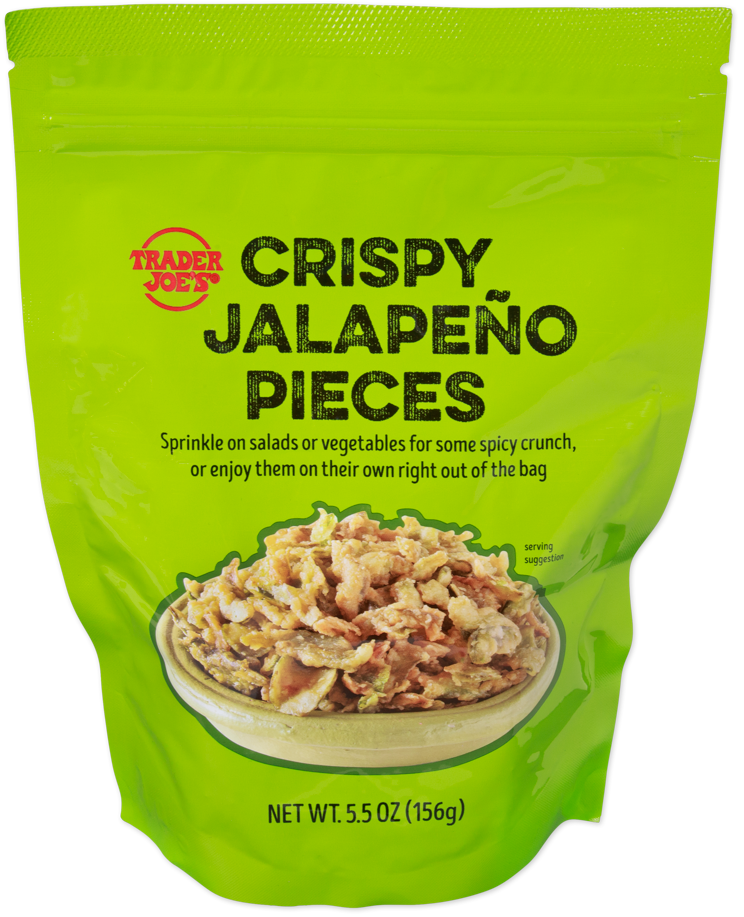 TRADER
JOE'S
CRISPY
JALAPEÑO
PIECES
Sprinkle on salads or vegetables for some spicy crunch,
or enjoy them on their own right out of the bag
serving
suggestion
NET WT. 5.5 OZ (156g)